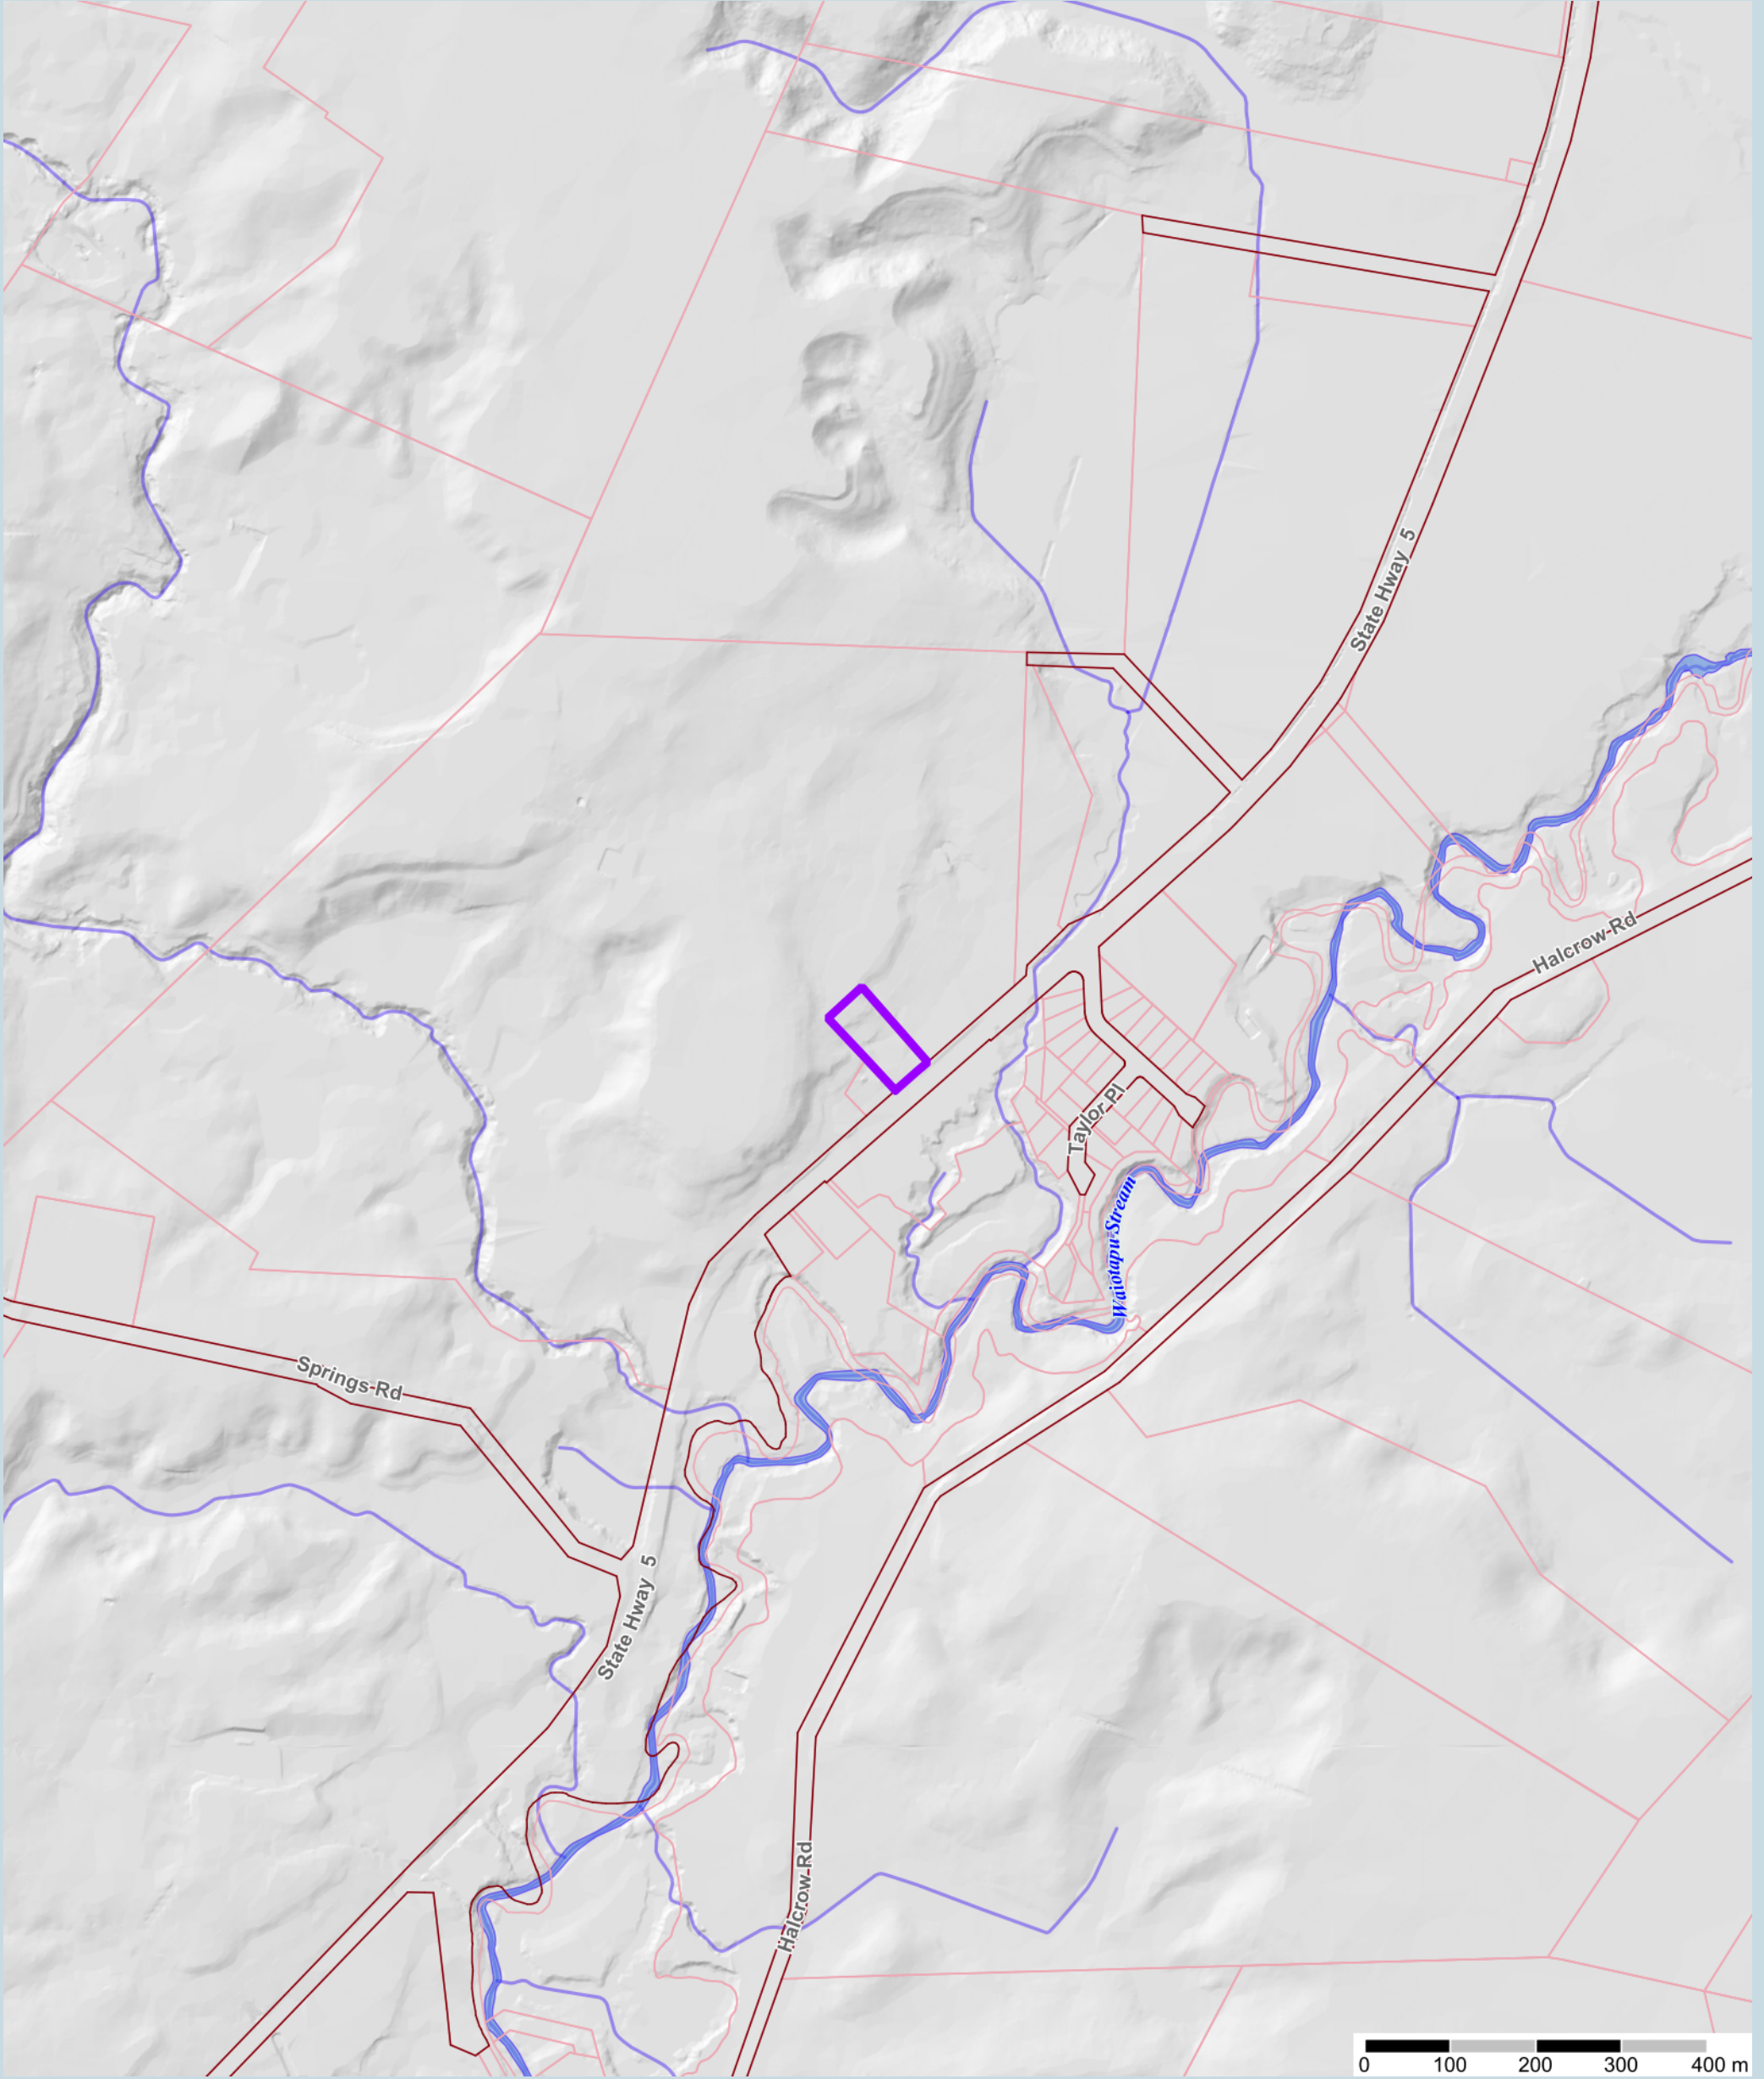 State Hway 5
Halcrow Rd
Taylor Pl
Waiotapu Stream
Springs Rd
State Hway 5
Halcrow Rd
0 100 200 300 400 m